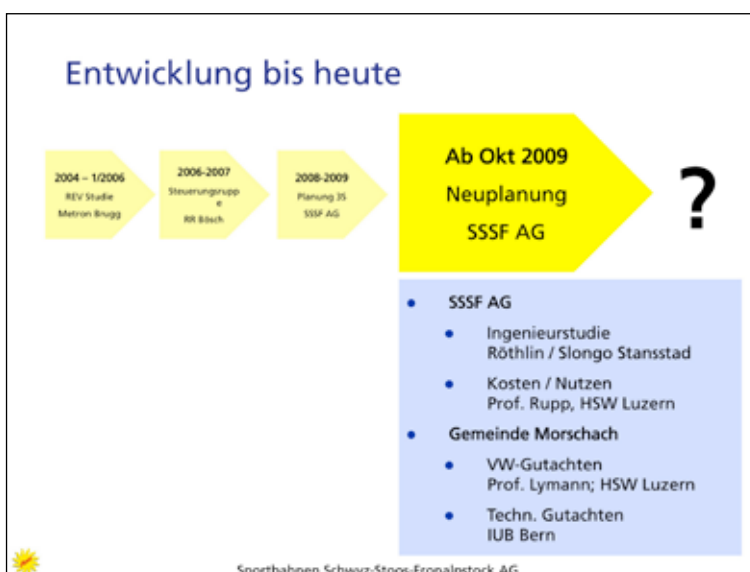 Entwicklung bis heute
2004 – 1/2006
REV Studie
Metron Brugg
2006-2007
Steuerungsrupp
e
RR Bösch
2008-2009
Planung 3S
SSSF AG
Ab Okt 2009
Neuplanung
SSSF AG
?
SSSF AG
Ingenieurstudie
Röthlin / Slongo Stansstad
Kosten / Nutzen
Prof. Rupp, HSW Luzern
Gemeinde Morschach
VW-Gutachten
Prof. Lymann; HSW Luzern
Techn. Gutachten
IUB Bern
Sportbahnen Schwyz-Stoos-Fronalpstock AG